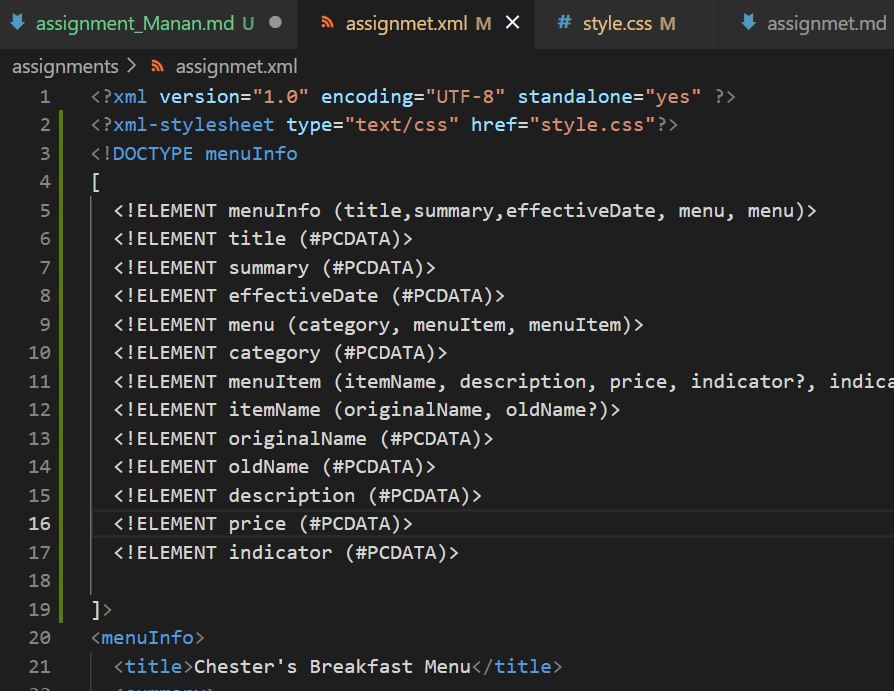 assignment_Manan.md U assignmet.xml M style.css M assignmet.md
assignments > assignmet.xml
1 <?xml version="1.0" encoding="UTF-8" standalone="yes" ?>
2 <?xml-stylesheet type="text/css" href="style.css"?>
3 <!DOCTYPE menuInfo
4 [
5 <!ELEMENT menuInfo (title,summary,effectiveDate, menu, menu)>
6 <!ELEMENT title (#PCDATA)>
7 <!ELEMENT summary (#PCDATA)>
8 <!ELEMENT effectiveDate (#PCDATA)>
9 <!ELEMENT menu (category, menuItem, menuItem)>
10 <!ELEMENT category (#PCDATA)>
11 <!ELEMENT menuItem (itemName, description, price, indicator?, indica
12 <!ELEMENT itemName (originalName, oldName?)>
13 <!ELEMENT originalName (#PCDATA)>
14 <!ELEMENT oldName (#PCDATA)>
15 <!ELEMENT description (#PCDATA)>
16 <!ELEMENT price (#PCDATA)>
17 <!ELEMENT indicator (#PCDATA)>
18
19 ]>
20 <menuInfo>
21 <title>Chester's Breakfast Menu</title>